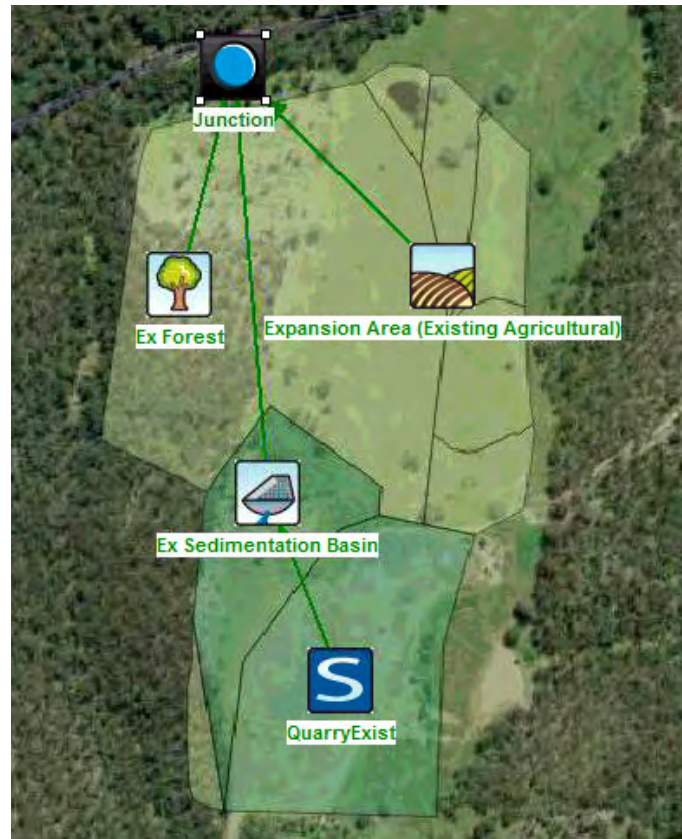 Junction
Ex Forest
Expansion Area (Existing Agricultural)
Ex Sedimentation Basin
S
QuarryExist